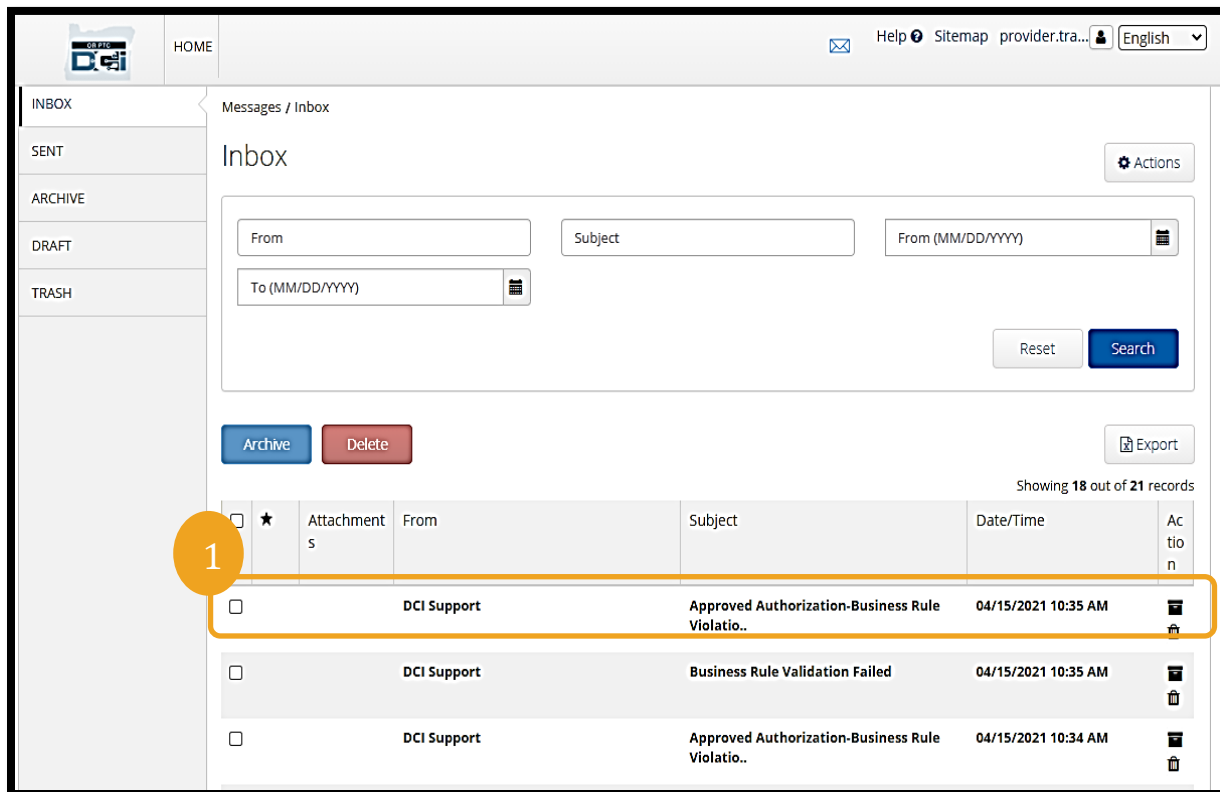 OR PTC
DCi
HOME
Help Sitemap provider.tra... English
INBOX
SENT
ARCHIVE
DRAFT
TRASH
Messages / Inbox
Inbox
Actions
From Subject From (MM/DD/YYYY)
To (MM/DD/YYYY)
Reset Search
Archive Delete Export
Showing 18 out of 21 records
Attachment From Subject Date/Time Ac
s tio
n
1
DCI Support Approved Authorization-Business Rule 04/15/2021 10:35 AM
Violatio..
DCI Support Business Rule Validation Failed 04/15/2021 10:35 AM
DCI Support Approved Authorization-Business Rule 04/15/2021 10:34 AM
Violatio..